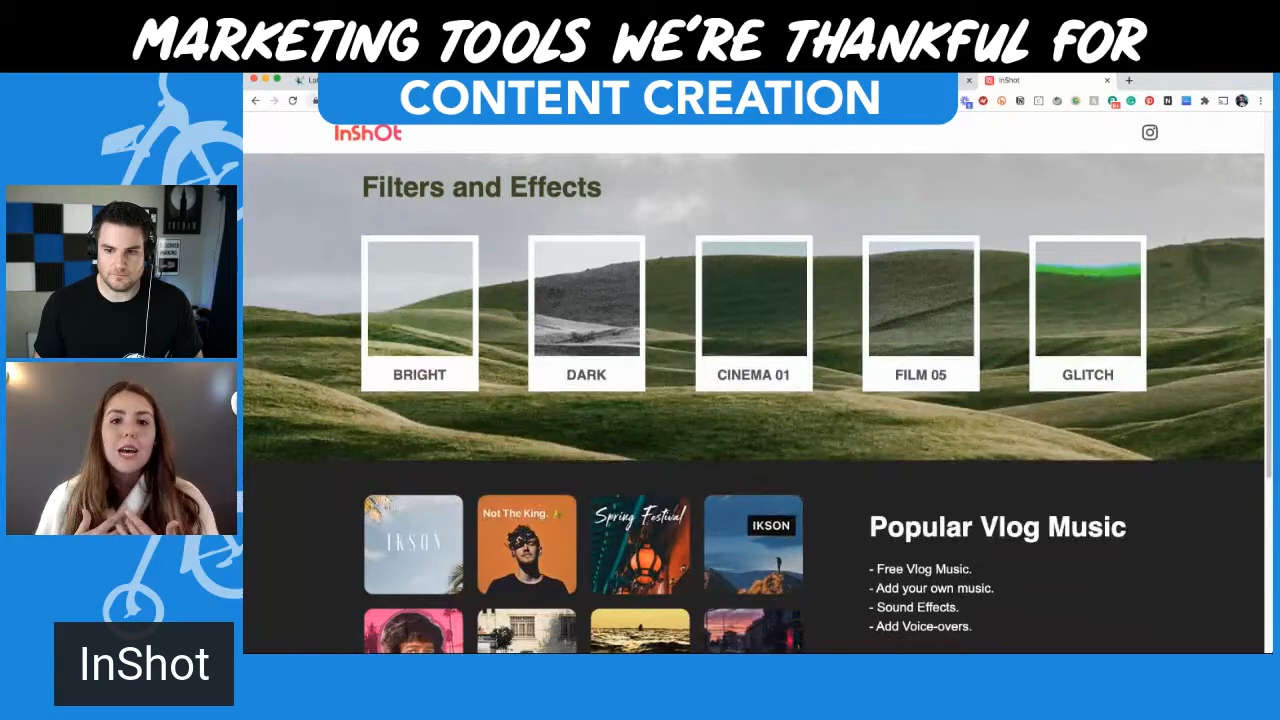 MARKETING TOOLS WE'RE THANKFUL FOR
CONTENT CREATION
InShot
InShOt
Filters and Effects
BRIGHT
DARK
CINEMA 01
FILM 05
GLITCH
IKSON
Not The King.
Spring Festival
IKSON
Popular Vlog Music
- Free Vlog Music.
- Add your own music.
- Sound Effects.
- Add Voice-overs.
InShot